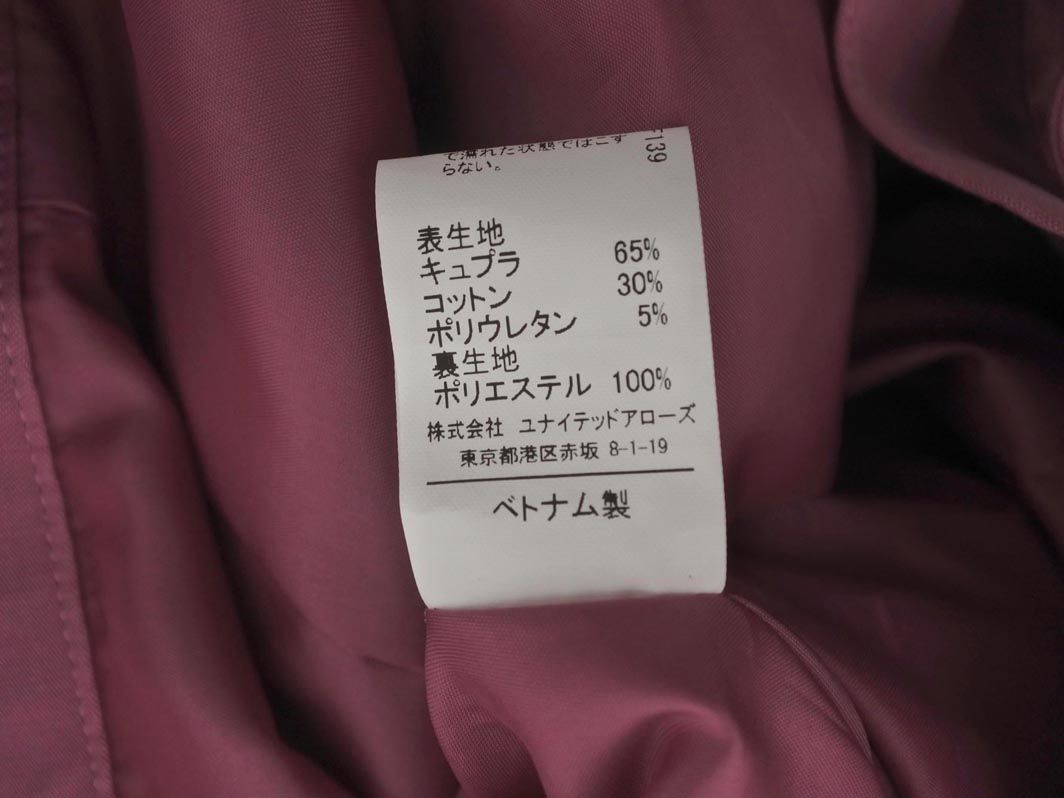 で濡れた状態ではこす
らない。
139
表生地
キュプラ 65%
コットン 30%
ポリウレタン 5%
裏生地
ポリエステル 100%
株式会社 ユナイテッドアローズ
東京都港区赤坂 8-1-19
ベトナム製